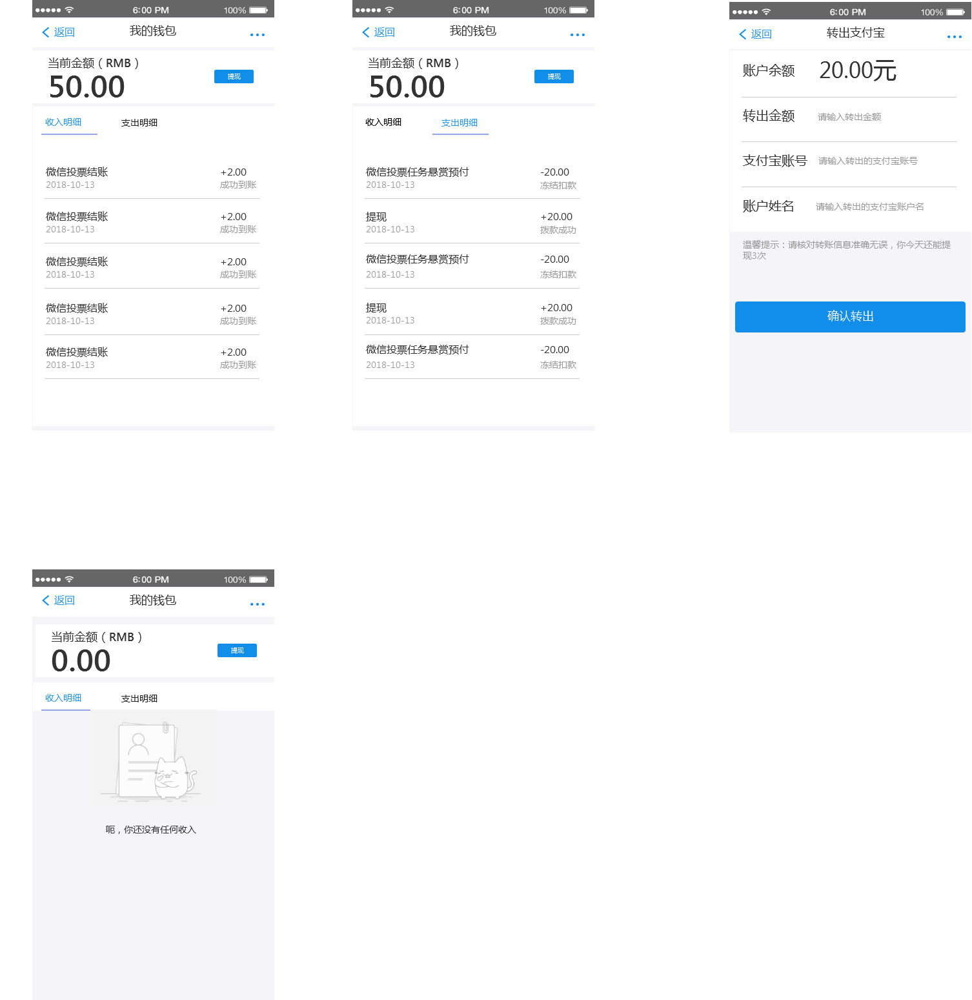 6:00 PM 100%
返回 我的钱包
当前金额（RMB）
50.00 提现
收入明细 支出明细
微信投票结账 +2.00
2018-10-13 成功到账
微信投票结账 +2.00
2018-10-13 成功到账
微信投票结账 +2.00
2018-10-13 成功到账
微信投票结账 +2.00
2018-10-13 成功到账
微信投票结账 +2.00
2018-10-13 成功到账
6:00 PM 100%
返回 我的钱包
当前金额（RMB）
50.00 提现
收入明细 支出明细
微信投票任务悬赏预付 -20.00
2018-10-13 冻结扣款
提现 +20.00
2018-10-13 拨款成功
微信投票任务悬赏预付 -20.00
2018-10-13 冻结扣款
提现 +20.00
2018-10-13 拨款成功
微信投票任务悬赏预付 -20.00
2018-10-13 冻结扣款
6:00 PM 100%
返回 转出支付宝
账户余额 20.00元
转出金额 请输入转出金额
支付宝账号 请输入转出的支付宝账号
账户姓名 请输入转出的支付宝账户名
温馨提示：请核对转账信息准确无误，你今天还能提
现3次
确认转出
6:00 PM 100%
返回 我的钱包
当前金额（RMB）
0.00 提现
收入明细 支出明细
呃，你还没有任何收入